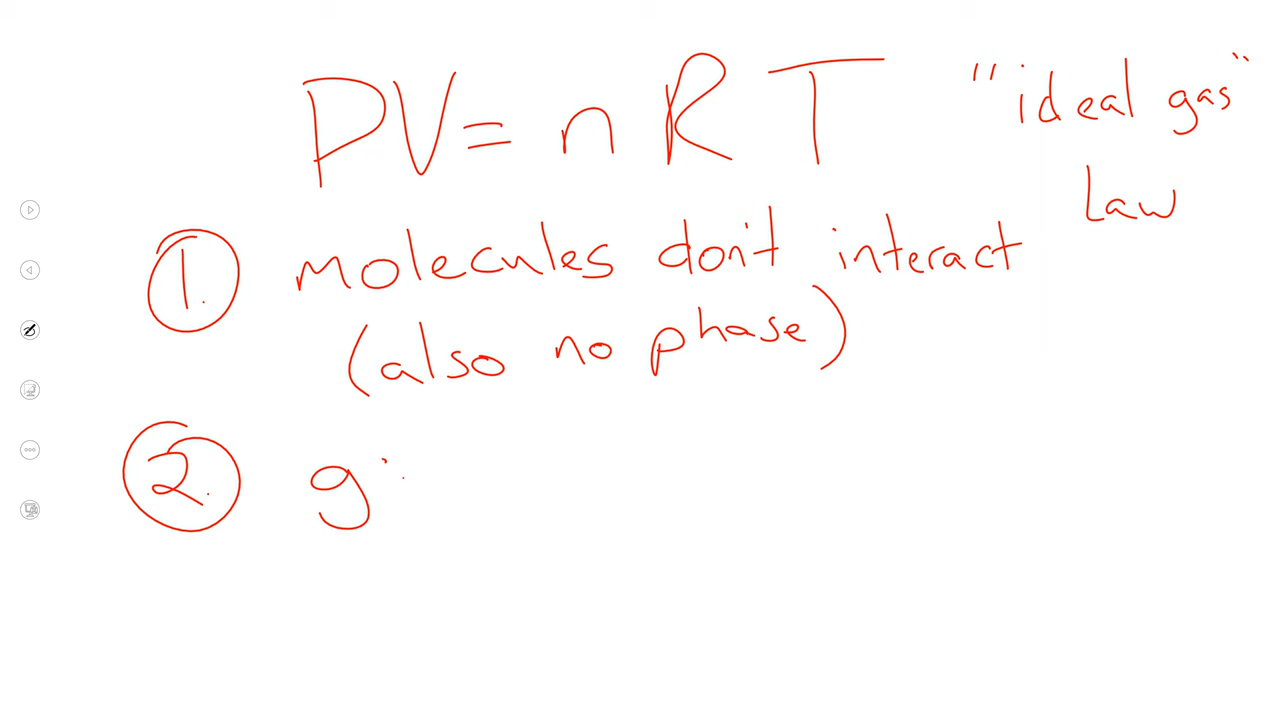 PV = nRT "ideal gas"
Law
1. molecules don't interact
(also no phase)
2. g